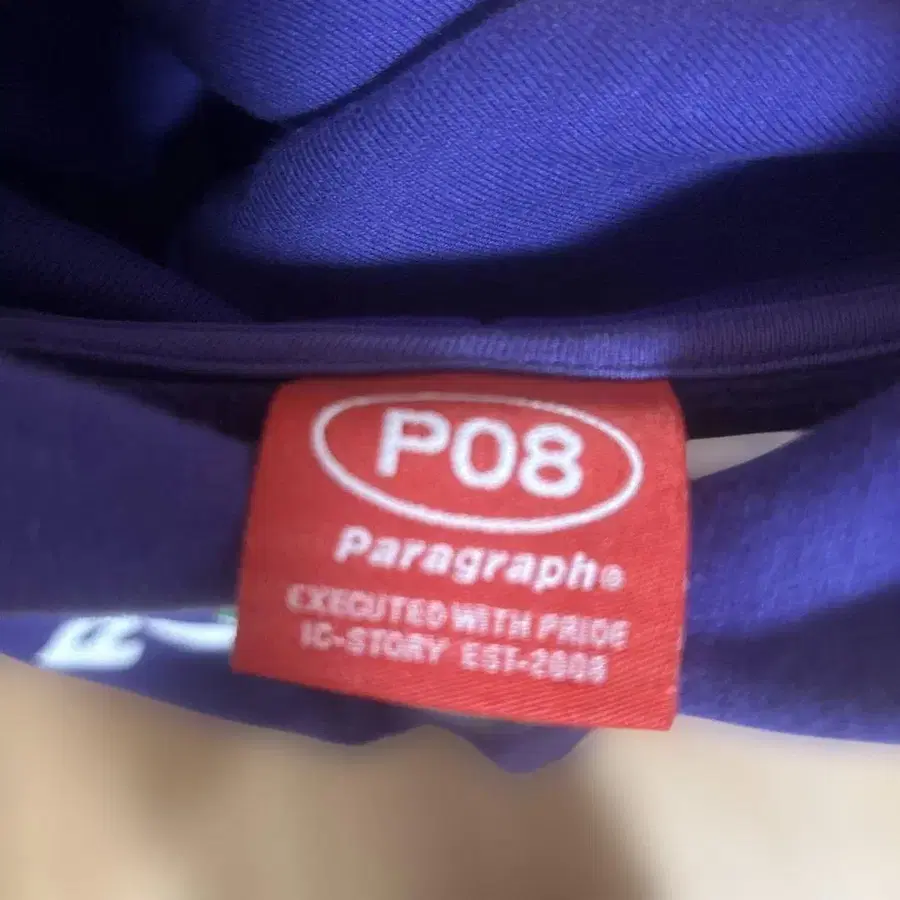 P08
Paragraph®
EXECUTED WITH PRIDE
IC-STORY EST-2008